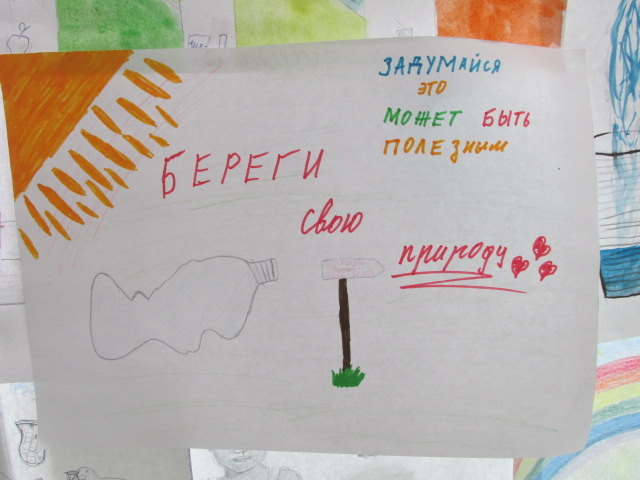 ЗАДУМАЙСЯ
ЭТО
МОЖЕТ БЫТЬ
ПОЛЕЗНЫМ
БЕРЕГИ
свою
природу